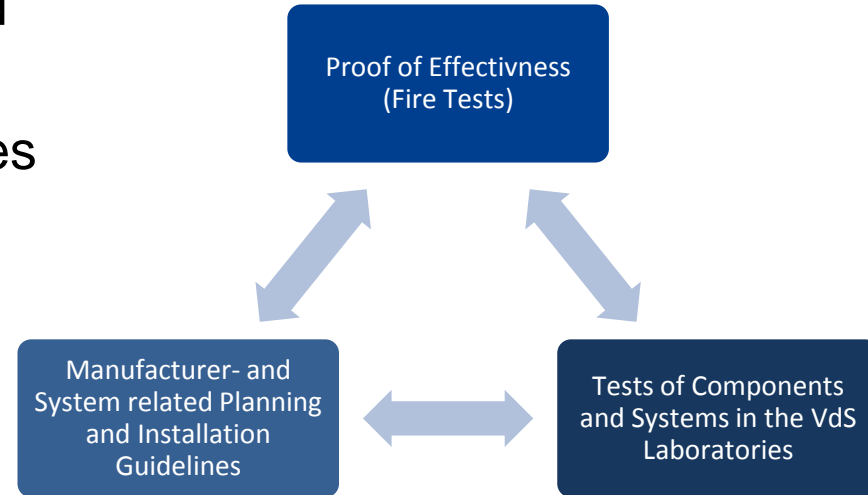 Proof of Effectivness
(Fire Tests)
es
Manufacturer- and
System related Planning
and Installation
Guidelines
Tests of Components
and Systems in the VdS
Laboratories